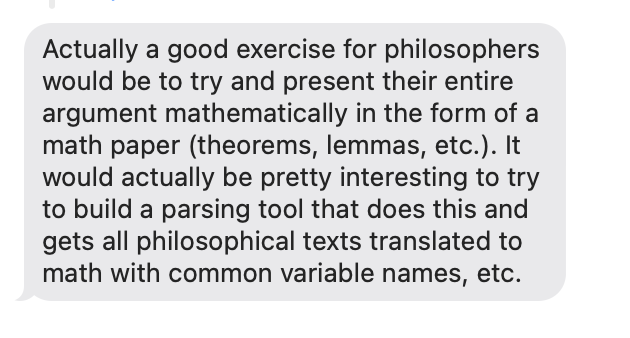 Actually a good exercise for philosophers
would be to try and present their entire
argument mathematically in the form of a
math paper (theorems, lemmas, etc.). It
would actually be pretty interesting to try
to build a parsing tool that does this and
gets all philosophical texts translated to
math with common variable names, etc.